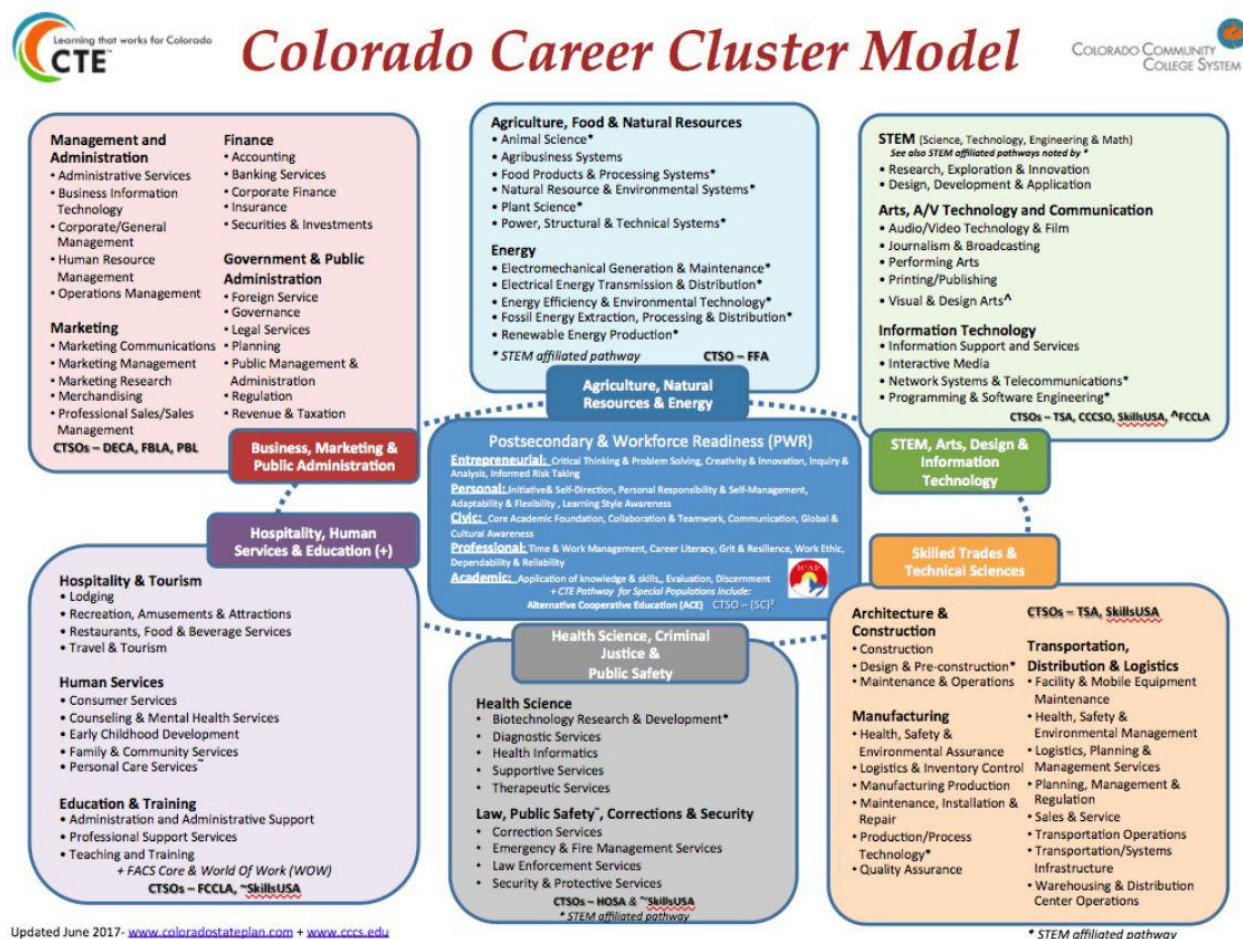 Learning that works for Colorado
CTE™
Colorado Career Cluster Model
COLORADO COMMUNITY
COLLEGE SYSTEM
Management and
Administration
• Administrative Services
• Business Information
Technology
• Corporate/General
Management
• Human Resource
Management
• Operations Management
Marketing
• Marketing Communications
• Marketing Management
• Marketing Research
• Merchandising
• Professional Sales/Sales
Management
CTSOs – DECA, FBLA, PBL
Finance
• Accounting
• Banking Services
• Corporate Finance
• Insurance
• Securities & Investments
Government & Public
Administration
• Foreign Service
• Governance
• Legal Services
• Planning
• Public Management &
Administration
• Regulation
• Revenue & Taxation
Business, Marketing &
Public Administration
Agriculture, Food & Natural Resources
• Animal Science*
• Agribusiness Systems
• Food Products & Processing Systems*
• Natural Resource & Environmental Systems*
• Plant Science*
• Power, Structural & Technical Systems*
Energy
• Electromechanical Generation & Maintenance*
• Electrical Energy Transmission & Distribution*
• Energy Efficiency & Environmental Technology*
• Fossil Energy Extraction, Processing & Distribution*
• Renewable Energy Production*
* STEM affiliated pathway CTSO – FFA
Agriculture, Natural
Resources & Energy
STEM (Science, Technology, Engineering & Math)
See also STEM affiliated pathways noted by *
• Research, Exploration & Innovation
• Design, Development & Application
Arts, A/V Technology and Communication
• Audio/Video Technology & Film
• Journalism & Broadcasting
• Performing Arts
• Printing/Publishing
• Visual & Design Arts^
Information Technology
• Information Support and Services
• Interactive Media
• Network Systems & Telecommunications*
• Programming & Software Engineering*
CTSOs – TSA, CCCSO, SkillsUSA, ^FCCLA
STEM, Arts, Design &
Information
Technology
Postsecondary & Workforce Readiness (PWR)
Entrepreneurial: Critical Thinking & Problem Solving, Creativity & Innovation, Inquiry &
Analysis, Informed Risk Taking
Personal: Initiative& Self-Direction, Personal Responsibility & Self-Management,
Adaptability & Flexibility , Learning Style Awareness
Civic: Core Academic Foundation, Collaboration & Teamwork, Communication, Global &
Cultural Awareness
Professional: Time & Work Management, Career Literacy, Grit & Resilience, Work Ethic,
Dependability & Reliability
Academic: Application of knowledge & skills,, Evaluation, Discernment
+ CTE Pathway for Special Populations include:
Alternative Cooperative Education (ACE) CTSO – (SC)²
ICAP
Hospitality, Human
Services & Education (+)
Hospitality & Tourism
• Lodging
• Recreation, Amusements & Attractions
• Restaurants, Food & Beverage Services
• Travel & Tourism
Human Services
• Consumer Services
• Counseling & Mental Health Services
• Early Childhood Development
• Family & Community Services
• Personal Care Services~
Education & Training
• Administration and Administrative Support
• Professional Support Services
• Teaching and Training
+ FACS Core & World Of Work (WOW)
CTSOs – FCCLA, ~SkillsUSA
Health Science, Criminal
Justice &
Public Safety
Health Science
• Biotechnology Research & Development*
• Diagnostic Services
• Health Informatics
• Supportive Services
• Therapeutic Services
Law, Public Safety~, Corrections & Security
• Correction Services
• Emergency & Fire Management Services
• Law Enforcement Services
• Security & Protective Services
CTSOs – HOSA & ~SkillsUSA
* STEM affiliated pathway
Skilled Trades &
Technical Sciences
Architecture &
Construction
• Construction
• Design & Pre-construction*
• Maintenance & Operations
Manufacturing
• Health, Safety &
Environmental Assurance
• Logistics & Inventory Control
• Manufacturing Production
• Maintenance, Installation &
Repair
• Production/Process
Technology*
• Quality Assurance
CTSOs – TSA, SkillsUSA
Transportation,
Distribution & Logistics
• Facility & Mobile Equipment
Maintenance
• Health, Safety &
Environmental Management
• Logistics, Planning &
Management Services
• Planning, Management &
Regulation
• Sales & Service
• Transportation Operations
• Transportation/Systems
Infrastructure
• Warehousing & Distribution
Center Operations
* STEM affiliated pathway
Updated June 2017- www.coloradostateplan.com + www.cccs.edu